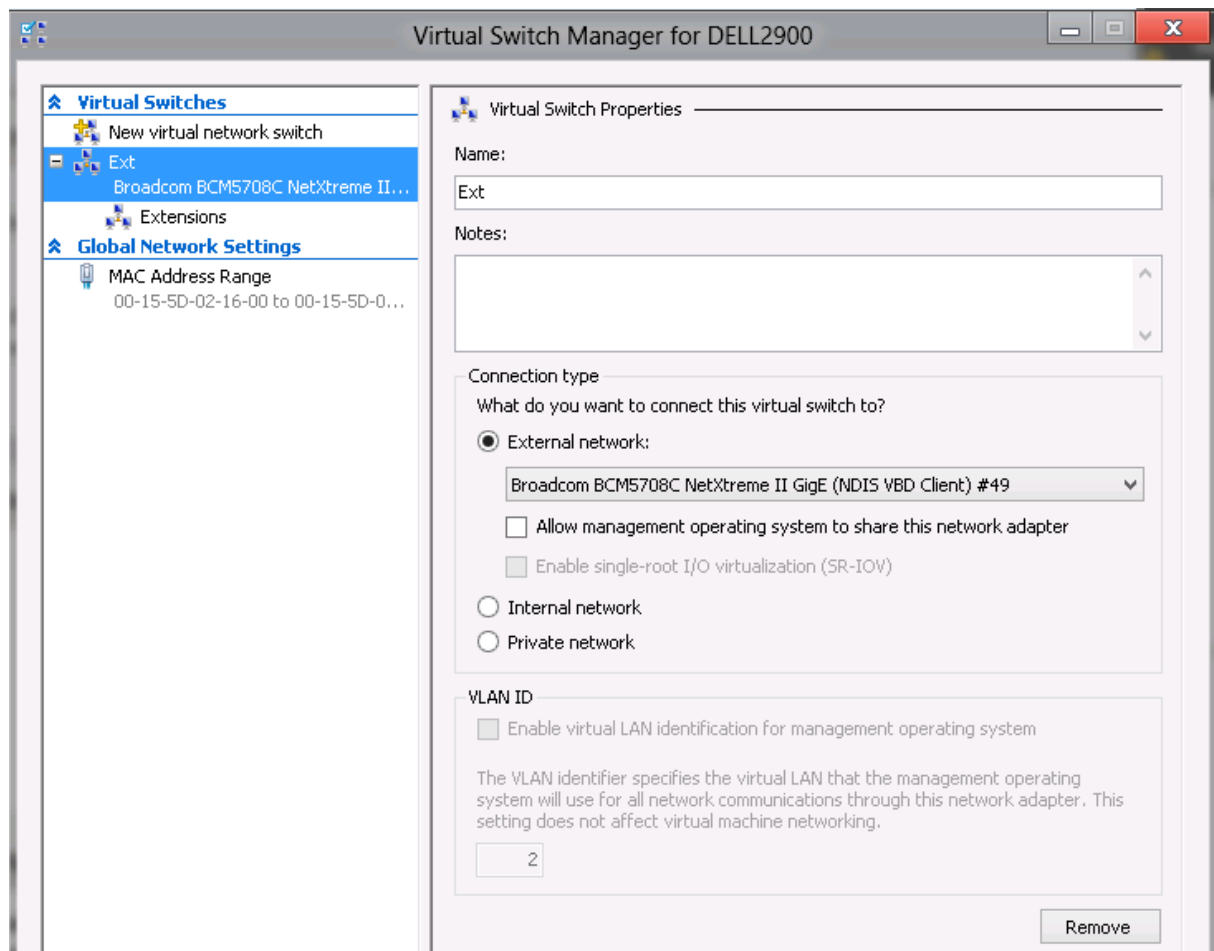 Virtual Switch Manager for DELL2900
Virtual Switches
New virtual network switch
Ext
Broadcom BCM5708C NetXtreme II...
Extensions
Global Network Settings
MAC Address Range
00-15-5D-02-16-00 to 00-15-5D-0...
Virtual Switch Properties
Name:
Ext
Notes:
Connection type
What do you want to connect this virtual switch to?
External network:
Broadcom BCM5708C NetXtreme II GigE (NDIS VBD Client) #49
Allow management operating system to share this network adapter
Enable single-root I/O virtualization (SR-IOV)
Internal network
Private network
VLAN ID
Enable virtual LAN identification for management operating system
The VLAN identifier specifies the virtual LAN that the management operating
system will use for all network communications through this network adapter. This
setting does not affect virtual machine networking.
2
Remove